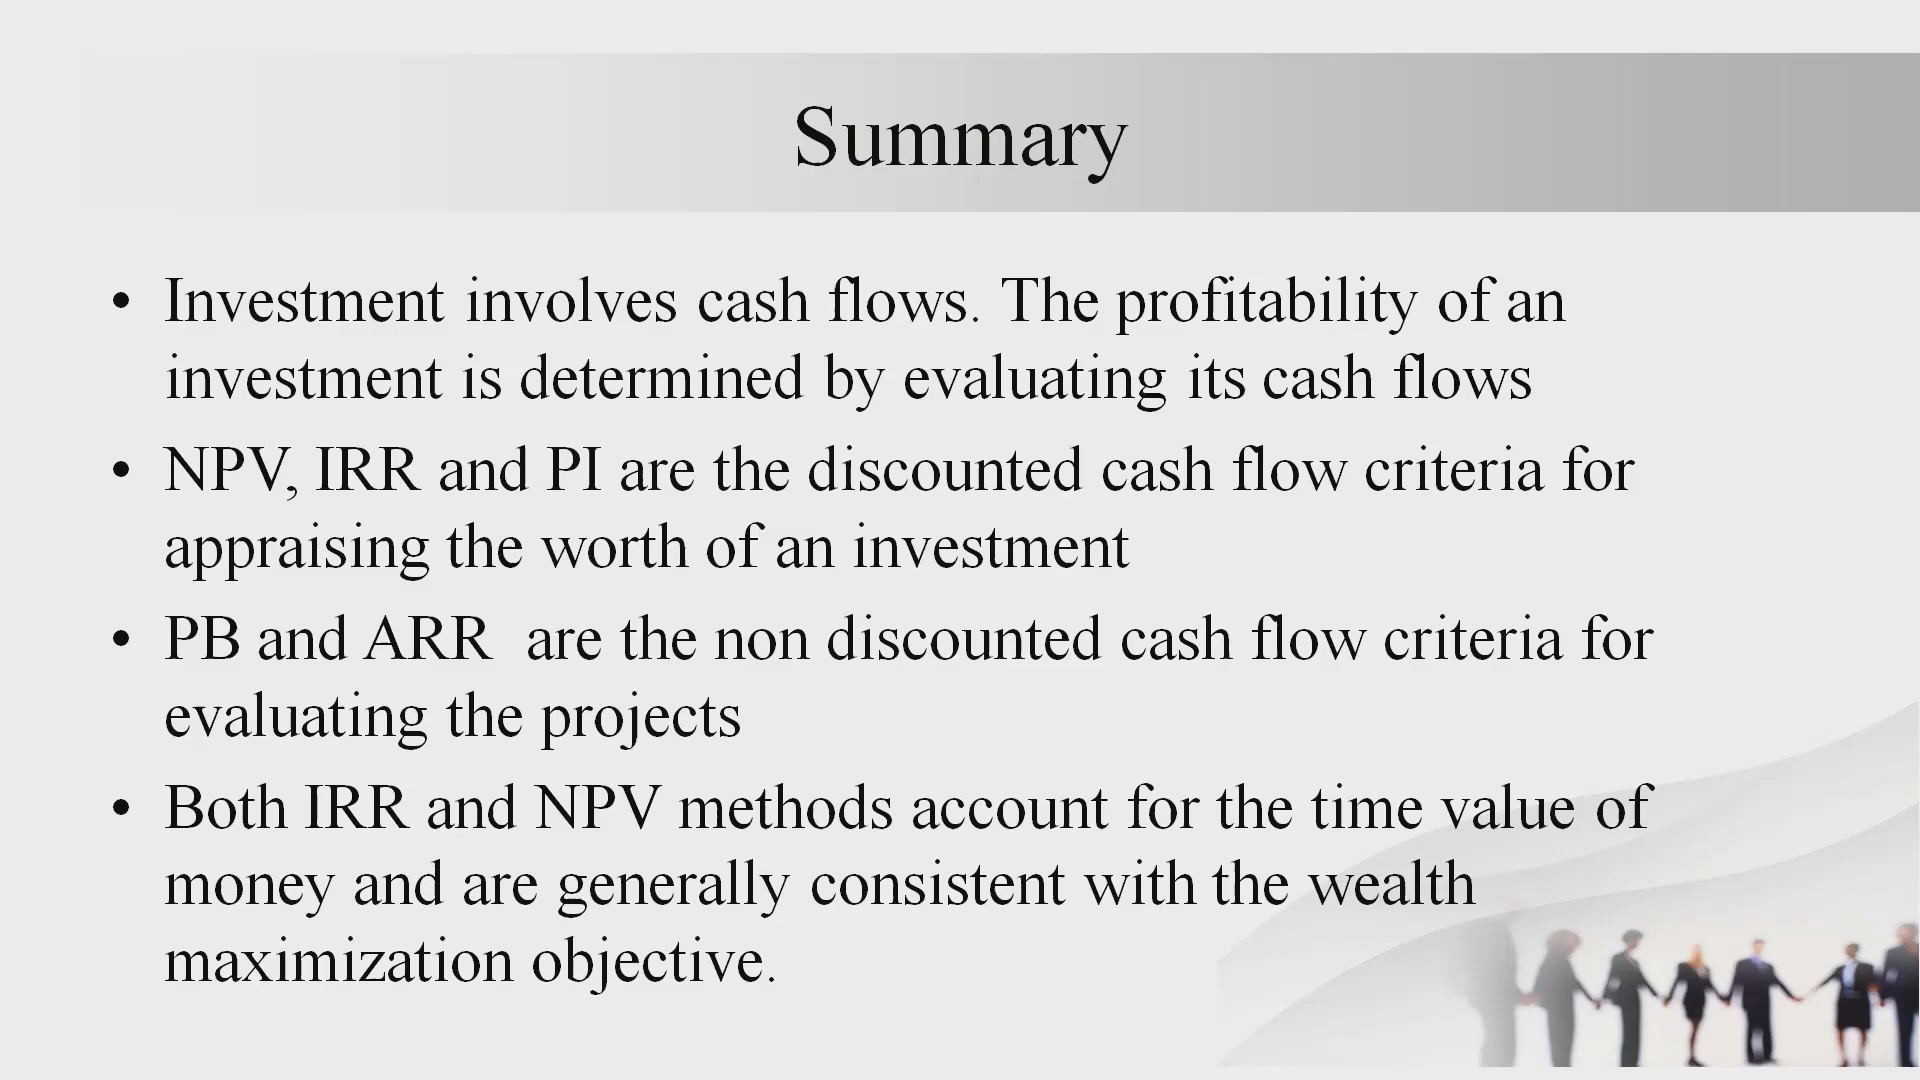 Summary
• Investment involves cash flows. The profitability of an
investment is determined by evaluating its cash flows
• NPV, IRR and PI are the discounted cash flow criteria for
appraising the worth of an investment
• PB and ARR  are the non discounted cash flow criteria for
evaluating the projects
• Both IRR and NPV methods account for the time value of
money and are generally consistent with the wealth
maximization objective.